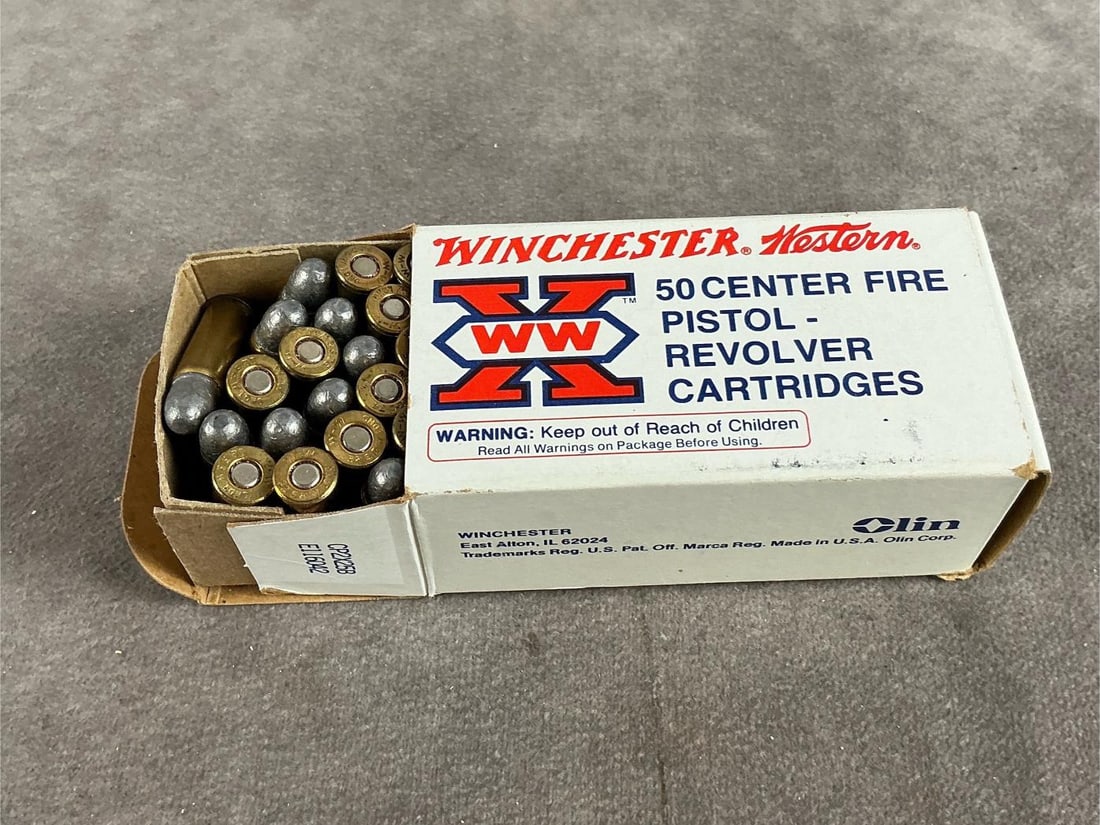 WINCHESTER® Western®
WW ™
50 CENTER FIRE
PISTOL -
REVOLVER
CARTRIDGES
WARNING: Keep out of Reach of Children
Read All Warnings on Package Before Using.
WINCHESTER
East Alton, IL 62024
Trademarks Reg. U.S. Pat. Off. Marca Reg. Made in U.S.A. Olin Corp.
Olin